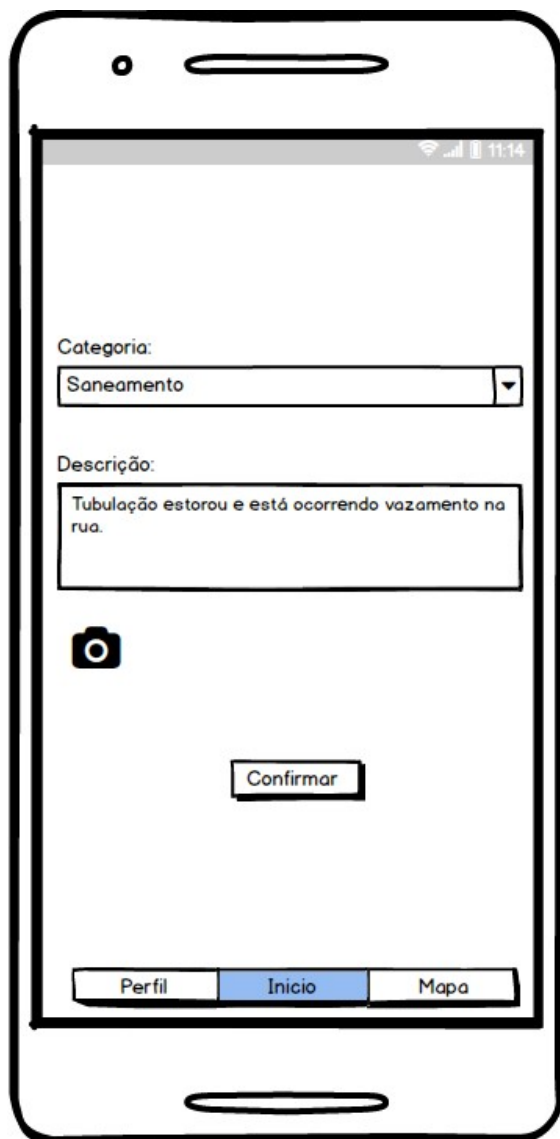 11:14
Categoria:
Saneamento
Descrição:
Tubulação estorou e está ocorrendo vazamento na
rua.
Confirmar
Perfil Inicio Mapa